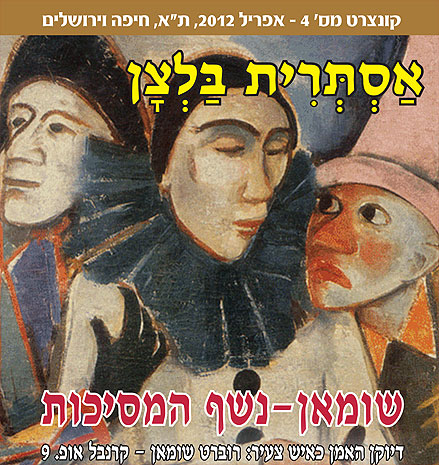 קונצרט מס' 4 - אפריל 2012, ת"א, חיפה וירושלים
אַסְתְּרִית בַּלְצָן
שומאן-נשף המסיכות
דיוקן האמן כאיש צעיר: רוברט שומאן - קרנבל אופ. 9